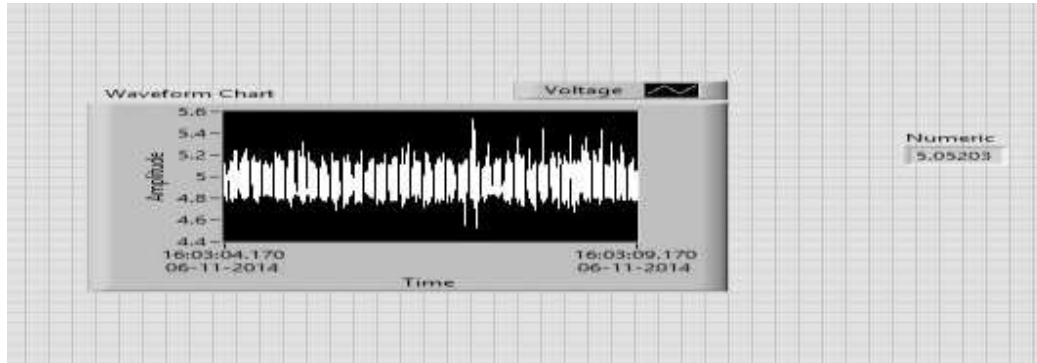 Waveform Chart
Voltage
Amplitude
5.6
5.4
5.2
5
4.8
4.6
4.4
16:03:04.170
06-11-2014
16:03:09.170
06-11-2014
Time
Numeric
5.05203